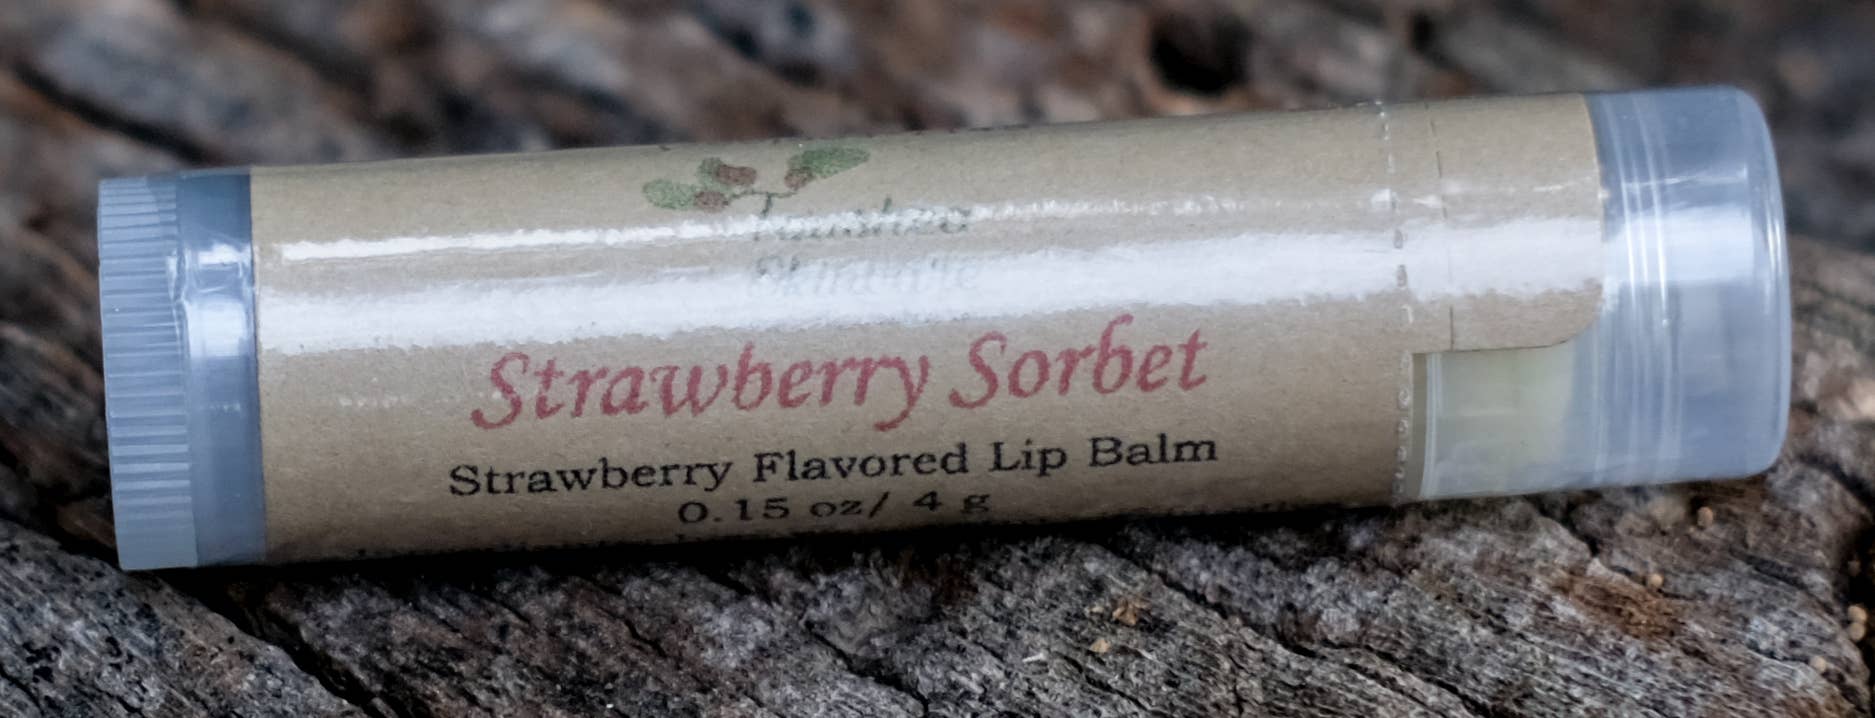 Strawberry Sorbet
Strawberry Flavored Lip Balm
0.15 oz/ 4 g